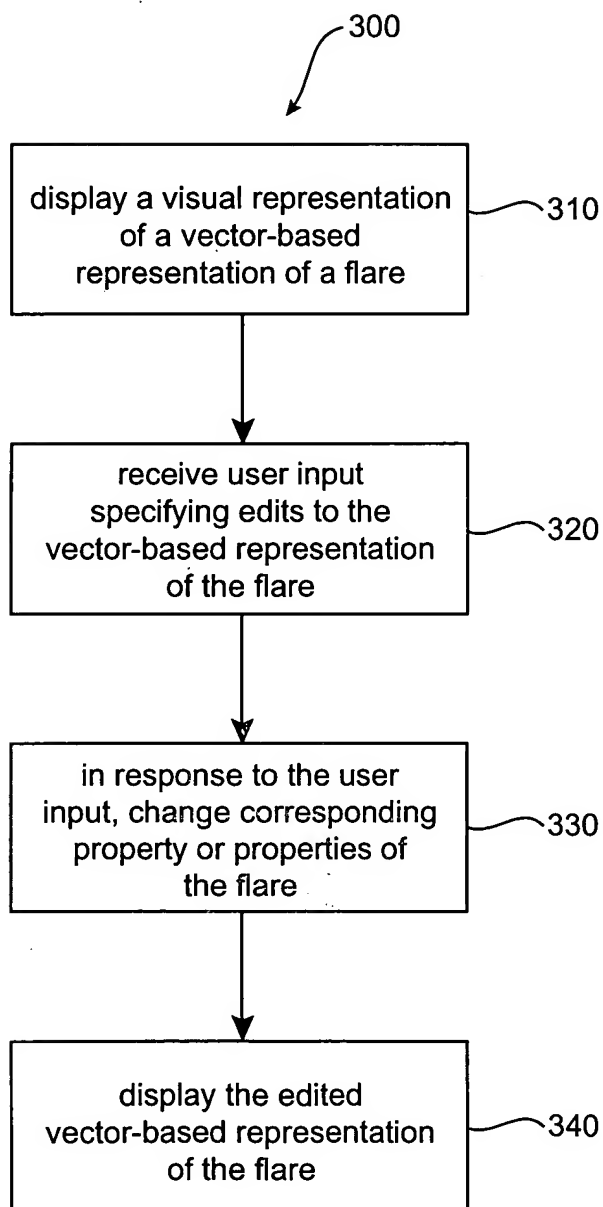 300
display a visual representation
of a vector-based
representation of a flare
310
receive user input
specifying edits to the
vector-based representation
of the flare
320
in response to the user
input, change corresponding
property or properties of
the flare
330
display the edited
vector-based representation
of the flare
340